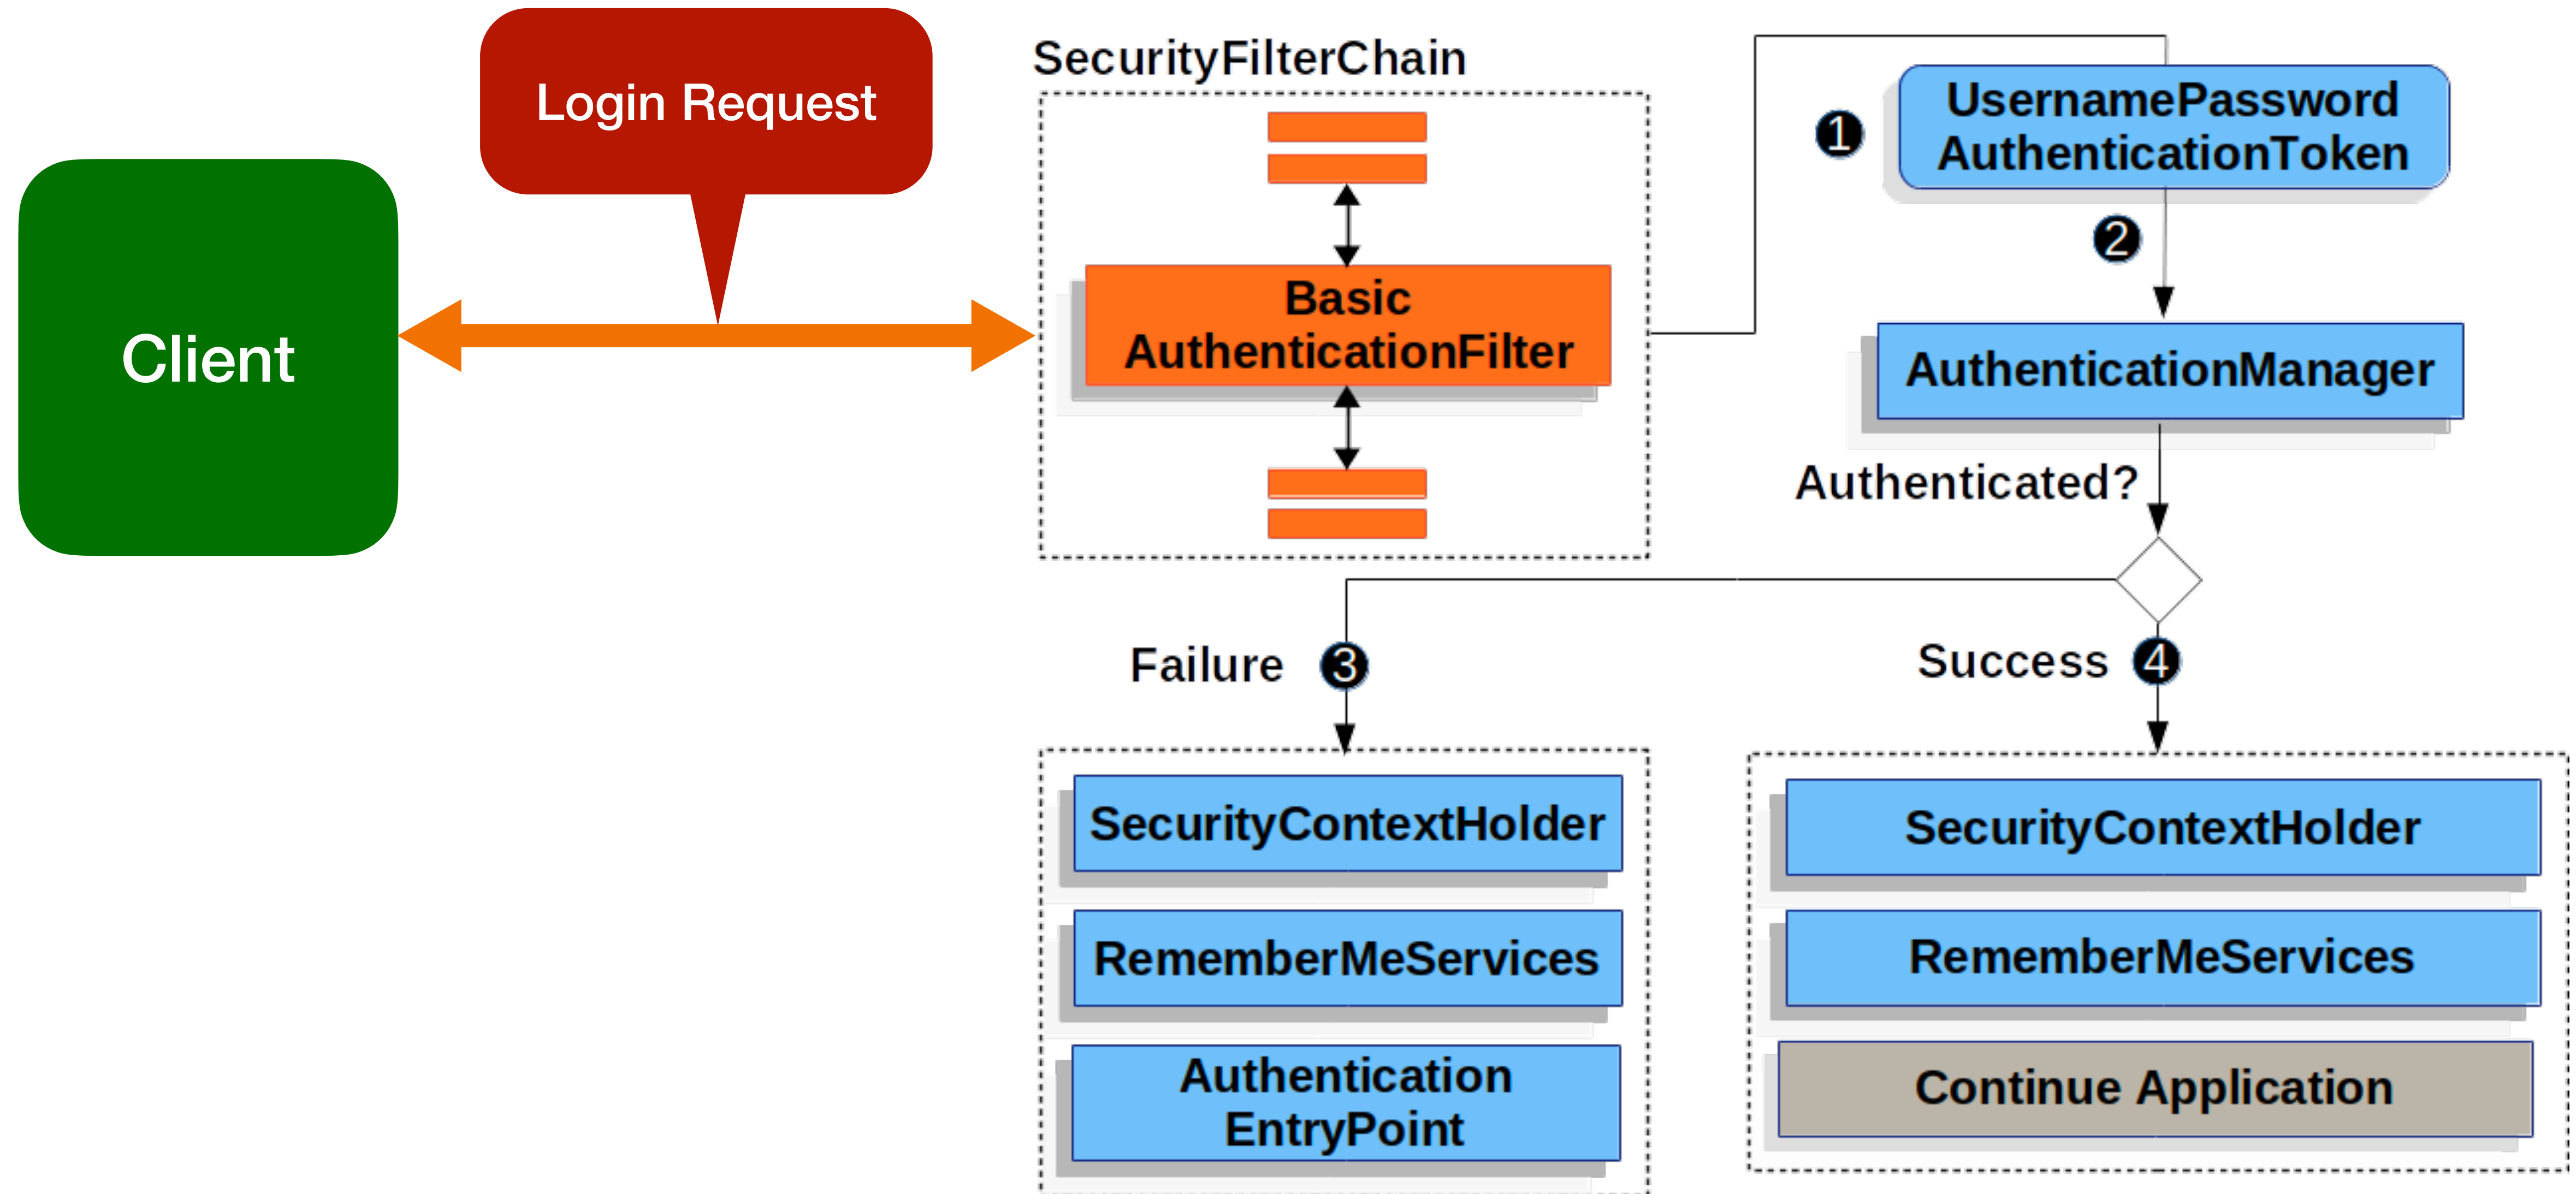 Login Request
Client
SecurityFilterChain
Basic
AuthenticationFilter
1
UsernamePassword
AuthenticationToken
2
AuthenticationManager
Authenticated?
Failure 3
Success 4
SecurityContextHolder
RememberMeServices
Authentication
EntryPoint
SecurityContextHolder
RememberMeServices
Continue Application